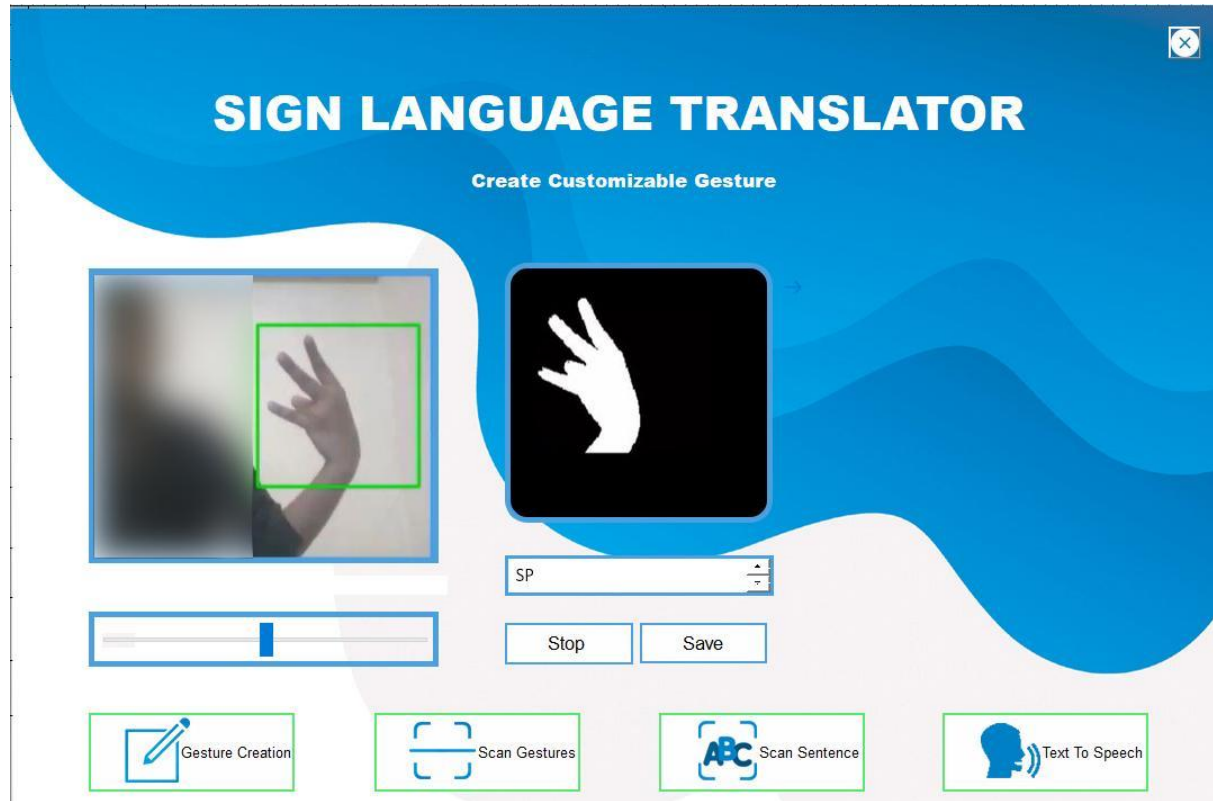 SIGN LANGUAGE TRANSLATOR
Create Customizable Gesture
SP
Stop
Save
Gesture Creation
Scan Gestures
ABC
Scan Sentence
Text To Speech